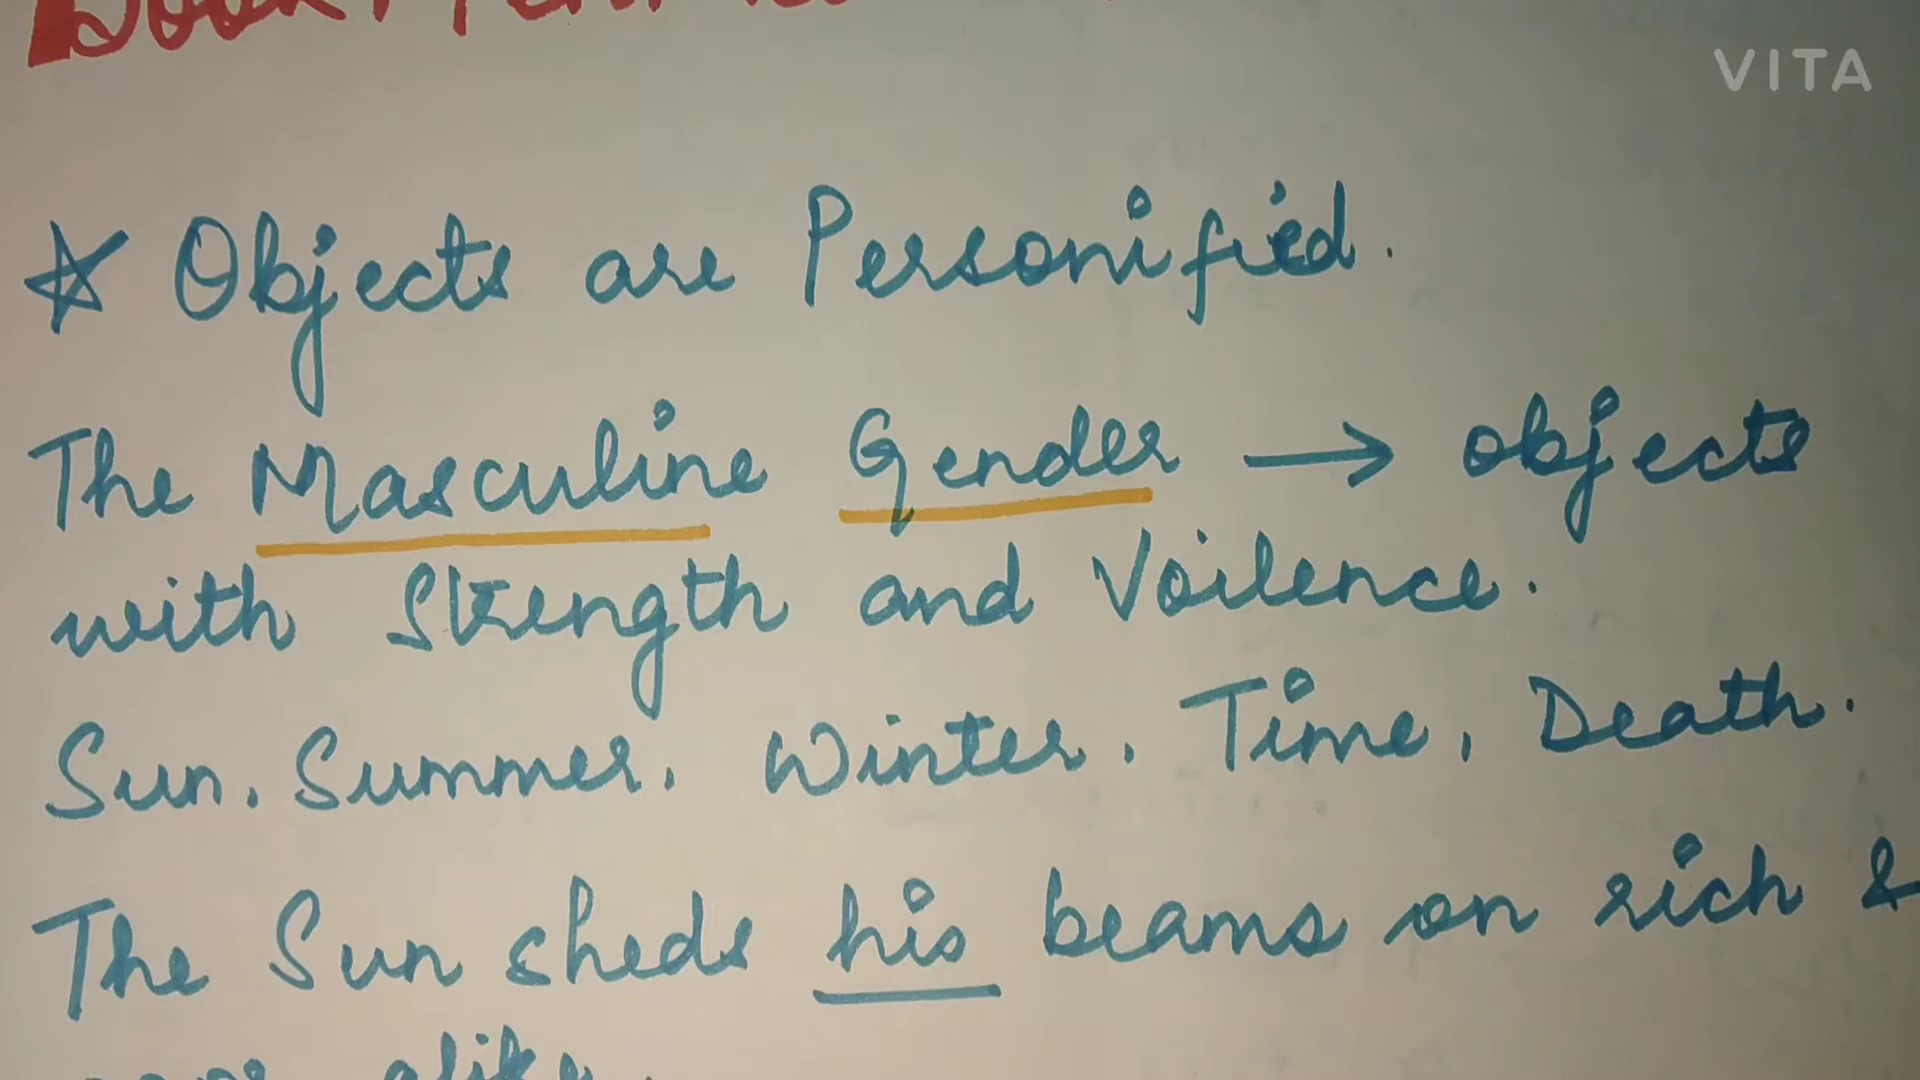 VITA
☆ Objects are Personified.
The Masculine Gender → objects
with Strength and Voilence.
Sun, Summer, Winter, Time, Death.
The Sun sheds his beams on rich &
alike.